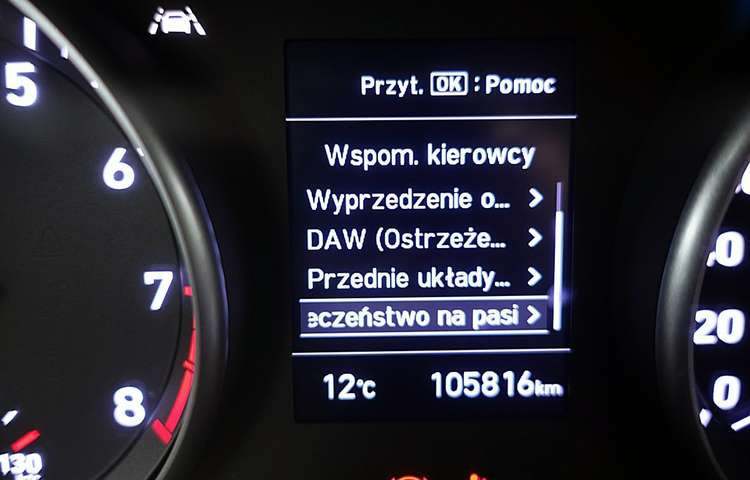 Przyt. OK : Pomoc
Wspom. kierowcy
Wyprzedzenie o...
DAW (Ostrzeże...
Przednie układy...
eczeństwo na pasi
12°C 105816km
5
6
7
8
130
20
0